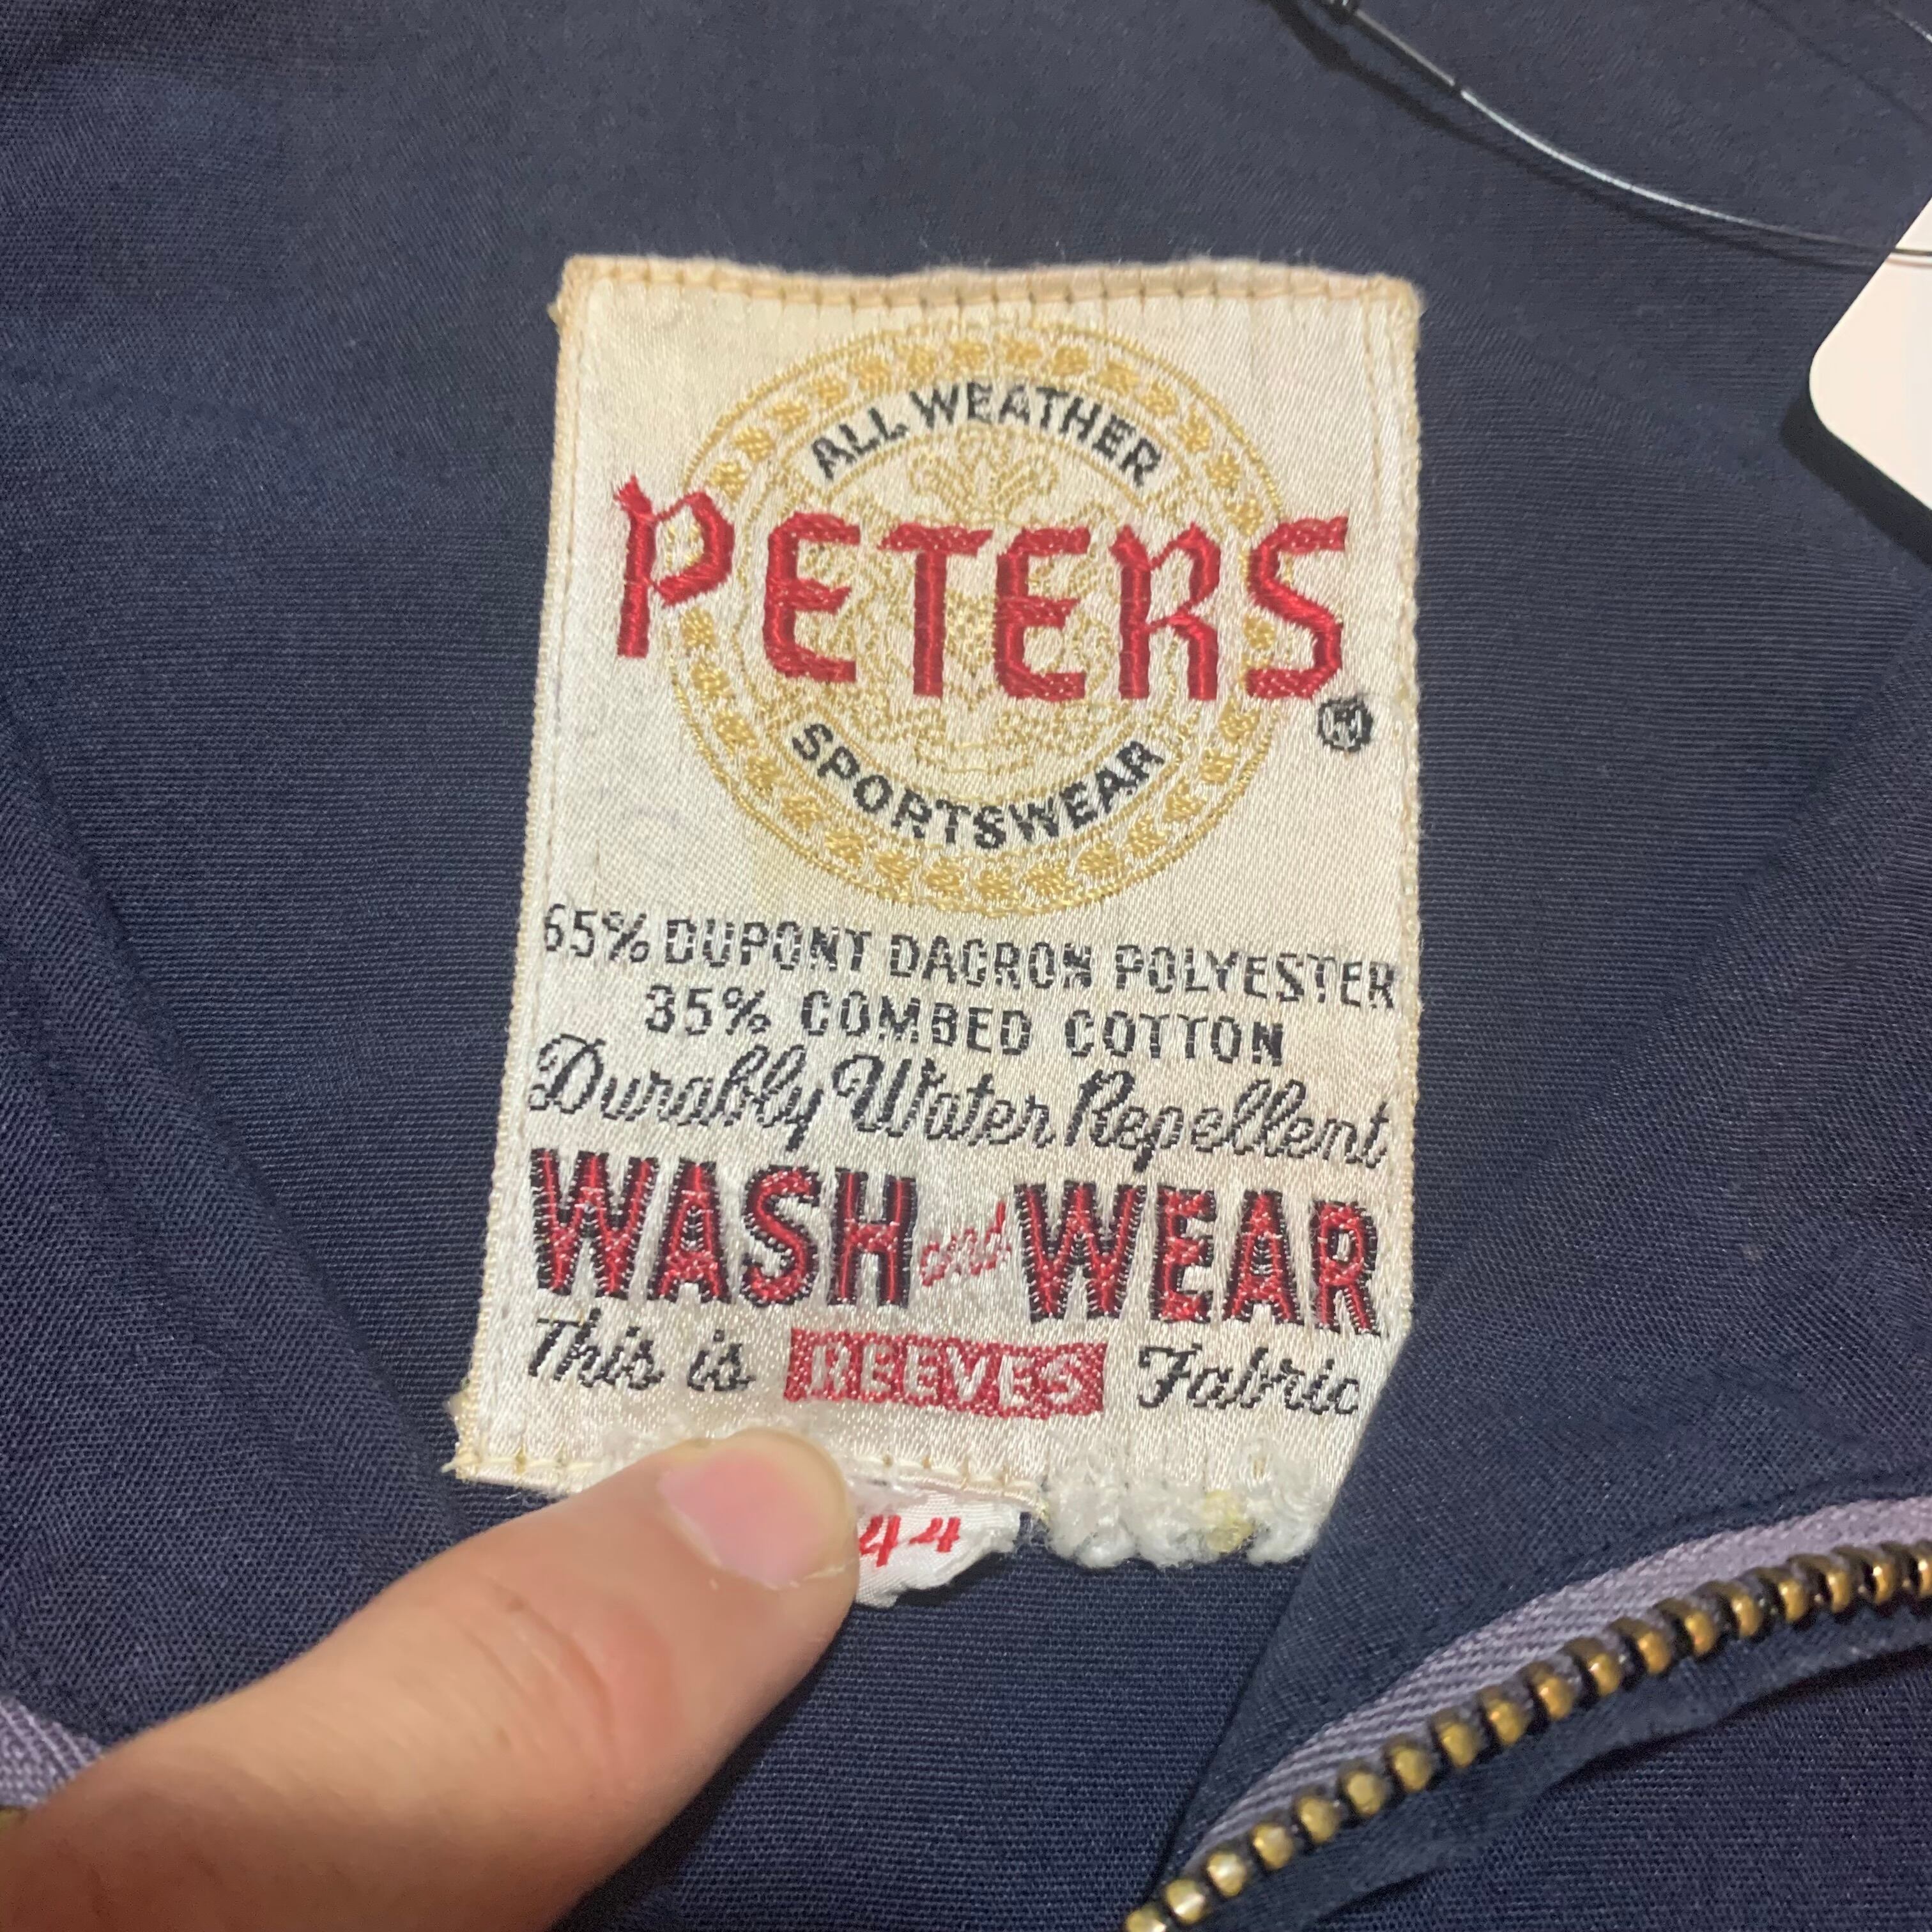 ALL WEATHER
PETERS®
SPORTSWEAR
65% DUPONT DACRON POLYESTER
35% COMBED COTTON
Durably Water Repellent
WASH and WEAR
This is REEVES Fabric
44